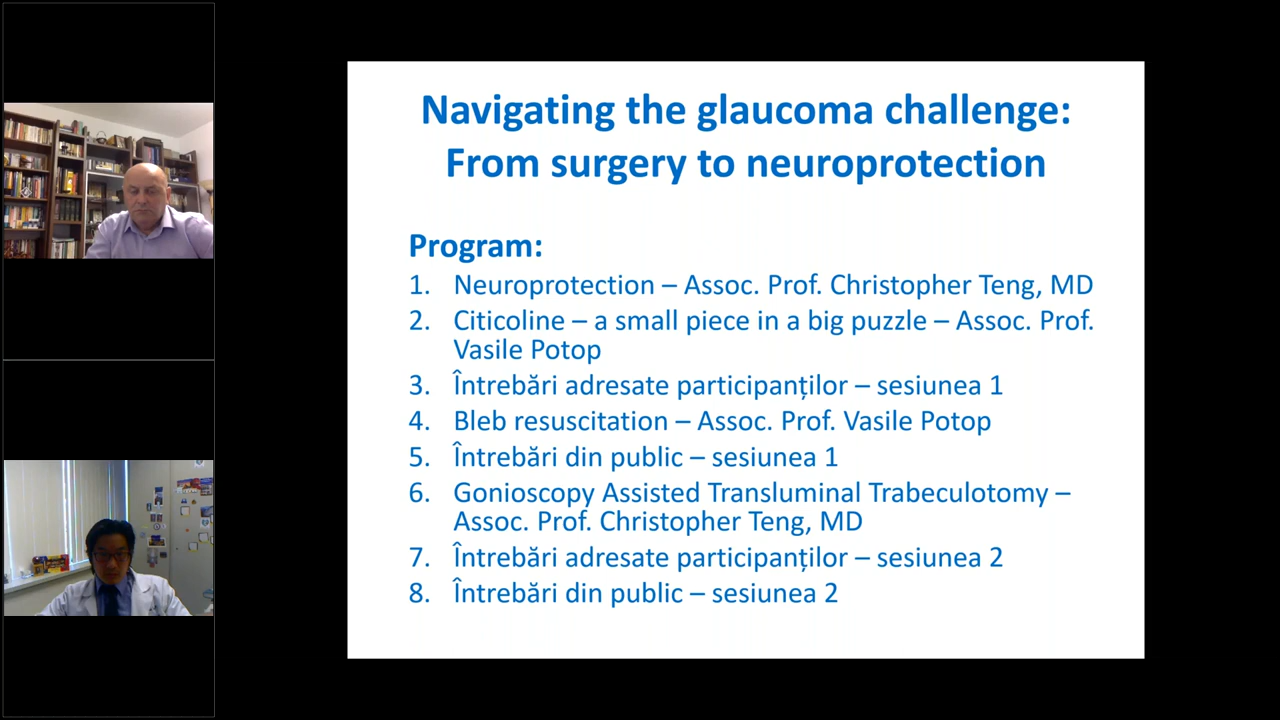 Navigating the glaucoma challenge:
From surgery to neuroprotection
Program:
1. Neuroprotection – Assoc. Prof. Christopher Teng, MD
2. Citicoline – a small piece in a big puzzle – Assoc. Prof.
Vasile Potop
3. Întrebări adresate participanților – sesiunea 1
4. Bleb resuscitation – Assoc. Prof. Vasile Potop
5. Întrebări din public – sesiunea 1
6. Gonioscopy Assisted Transluminal Trabeculotomy –
Assoc. Prof. Christopher Teng, MD
7. Întrebări adresate participanților – sesiunea 2
8. Întrebări din public – sesiunea 2